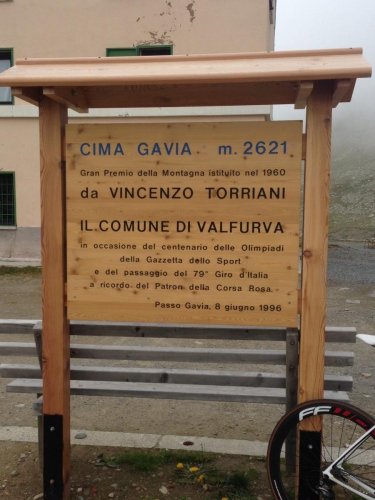 CIMA GAVIA m. 2621
Gran Premio della Montagna istituito nel 1960
da VINCENZO TORRIANI
IL COMUNE DI VALFURVA
in occasione del centenario delle Olimpiadi
della Gazzetta dello Sport
e del passaggio del 79° Giro d'Italia
a ricordo del Patron della Corsa Rosa.
Passo Gavia, 8 giugno 1996
FF